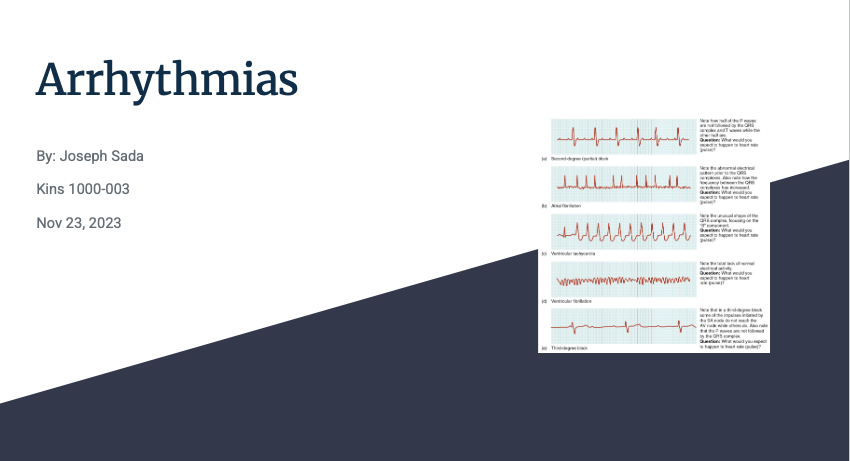 Arrhythmias
By: Joseph Sada
Kins 1000-003
Nov 23, 2023
Note how half of the P waves
are not followed by the QRS
complex and T waves while the
other half are.
Question: What would you
expect to happen to heart rate
(pulse)?
(a) Second-degree (partial) block
Note the abnormal electrical
pattern prior to the QRS
complexes. Also note how the
frequency between the QRS
complexes has increased.
Question: What would you
expect to happen to heart rate
(pulse)?
(b) Atrial fibrillation
Note the unusual shape of the
QRS complex, focusing on the
"S" component.
Question: What would you
expect to happen to heart rate
(pulse)?
(c) Ventricular tachycardia
Note the total lack of normal
electrical activity.
Question: What would you
expect to happen to heart
rate (pulse)?
(d) Ventricular fibrillation
Note that in a third-degree block
some of the impulses initiated by
the SA node do not reach the
AV node while others do. Also note
that the P waves are not followed
by the QRS complex.
Question: What would you expect
to happen to heart rate (pulse)?
(e) Third-degree block